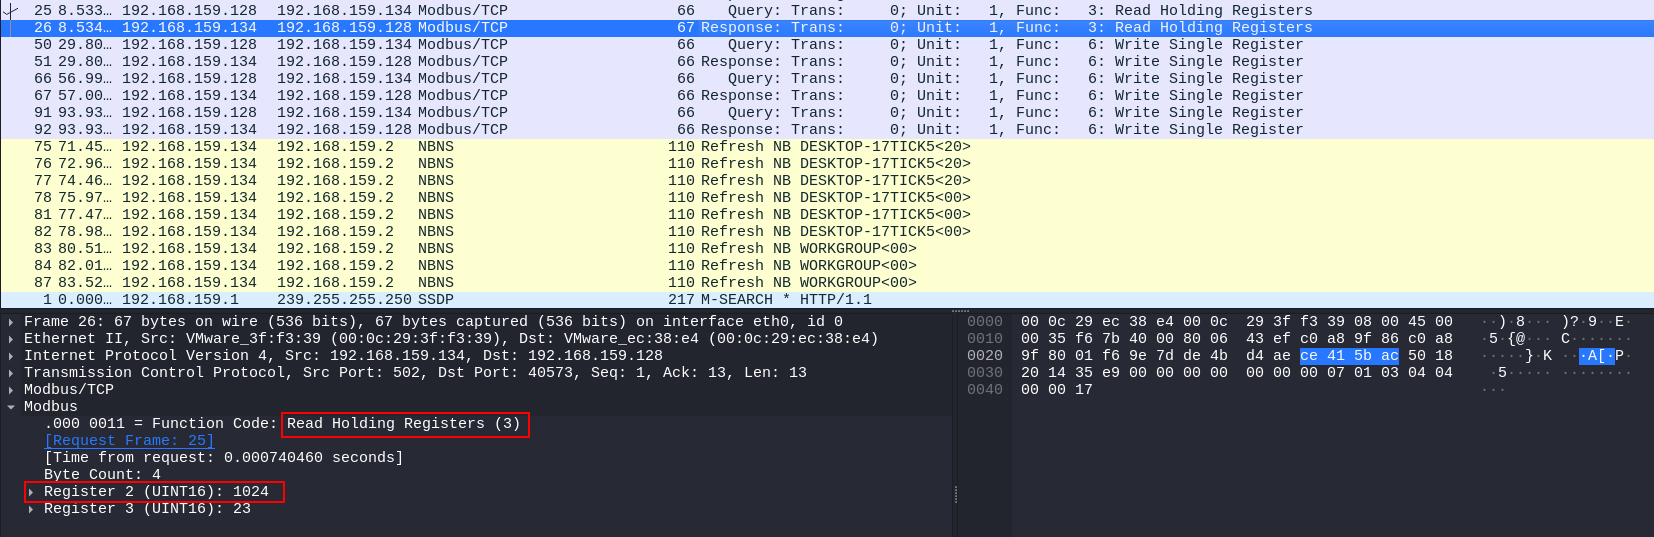 25 8.533… 192.168.159.128 192.168.159.134 Modbus/TCP 66 Query: Trans: 0; Unit: 1, Func: 3: Read Holding Registers
26 8.534… 192.168.159.134 192.168.159.128 Modbus/TCP 67 Response: Trans: 0; Unit: 1, Func: 3: Read Holding Registers
50 29.80… 192.168.159.128 192.168.159.134 Modbus/TCP 66 Query: Trans: 0; Unit: 1, Func: 6: Write Single Register
51 29.80… 192.168.159.134 192.168.159.128 Modbus/TCP 66 Response: Trans: 0; Unit: 1, Func: 6: Write Single Register
66 56.99… 192.168.159.128 192.168.159.134 Modbus/TCP 66 Query: Trans: 0; Unit: 1, Func: 6: Write Single Register
67 57.00… 192.168.159.134 192.168.159.128 Modbus/TCP 66 Response: Trans: 0; Unit: 1, Func: 6: Write Single Register
91 93.93… 192.168.159.128 192.168.159.134 Modbus/TCP 66 Query: Trans: 0; Unit: 1, Func: 6: Write Single Register
92 93.93… 192.168.159.134 192.168.159.128 Modbus/TCP 66 Response: Trans: 0; Unit: 1, Func: 6: Write Single Register
75 71.45… 192.168.159.134 192.168.159.2 NBNS 110 Refresh NB DESKTOP-17TICK5<20>
76 72.96… 192.168.159.134 192.168.159.2 NBNS 110 Refresh NB DESKTOP-17TICK5<20>
77 74.46… 192.168.159.134 192.168.159.2 NBNS 110 Refresh NB DESKTOP-17TICK5<20>
78 75.97… 192.168.159.134 192.168.159.2 NBNS 110 Refresh NB DESKTOP-17TICK5<00>
81 77.47… 192.168.159.134 192.168.159.2 NBNS 110 Refresh NB DESKTOP-17TICK5<00>
82 78.98… 192.168.159.134 192.168.159.2 NBNS 110 Refresh NB DESKTOP-17TICK5<00>
83 80.51… 192.168.159.134 192.168.159.2 NBNS 110 Refresh NB WORKGROUP<00>
84 82.01… 192.168.159.134 192.168.159.2 NBNS 110 Refresh NB WORKGROUP<00>
87 83.52… 192.168.159.134 192.168.159.2 NBNS 110 Refresh NB WORKGROUP<00>
1 0.000… 192.168.159.1 239.255.255.250 SSDP 217 M-SEARCH * HTTP/1.1
Frame 26: 67 bytes on wire (536 bits), 67 bytes captured (536 bits) on interface eth0, id 0
Ethernet II, Src: VMware_3f:f3:39 (00:0c:29:3f:f3:39), Dst: VMware_ec:38:e4 (00:0c:29:ec:38:e4)
Internet Protocol Version 4, Src: 192.168.159.134, Dst: 192.168.159.128
Transmission Control Protocol, Src Port: 502, Dst Port: 40573, Seq: 1, Ack: 13, Len: 13
Modbus/TCP
Modbus
.000 0011 = Function Code: Read Holding Registers (3)
[Request Frame: 25]
[Time from request: 0.000740460 seconds]
Byte Count: 4
Register 2 (UINT16): 1024
Register 3 (UINT16): 23
0000 00 0c 29 ec 38 e4 00 0c 29 3f f3 39 08 00 45 00 ··)·8··· )?·9··E·
0010 00 35 f6 7b 40 00 80 06 43 ef c0 a8 9f 86 c0 a8 ·5·{@··· C·······
0020 9f 80 01 f6 9e 7d de 4b d4 ae ce 41 5b ac 50 18 ·····}·K ···A[·P·
0030 20 14 35 e9 00 00 00 00 00 00 00 07 01 03 04 04 ·5····· ········
0040 00 00 17 ···